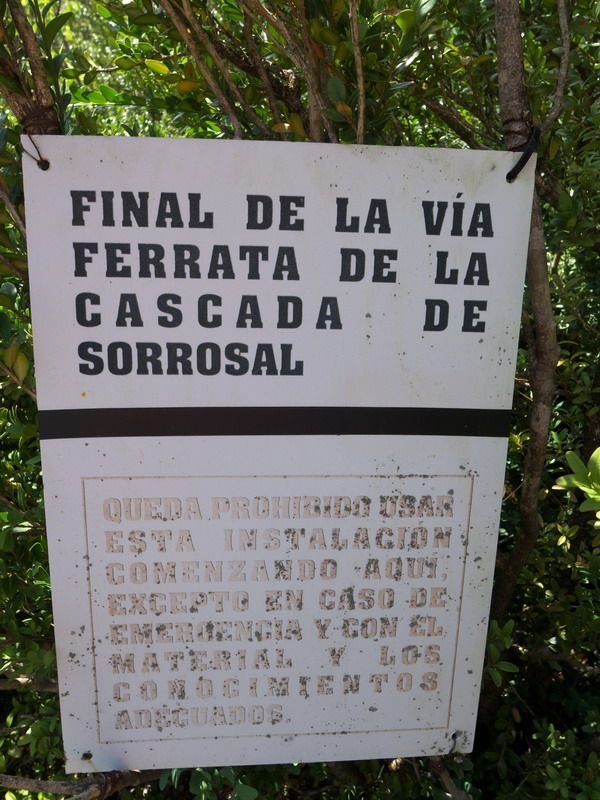 FINAL DE LA VÍA
FERRATA DE LA
CASCADA DE
SORROSAL
QUEDA PROHIBIDO USAR
ESTA INSTALACIÓN
COMENZANDO AQUÍ,
EXCEPTO EN CASO DE
EMERGENCIA Y CON EL
MATERIAL Y LOS
CONOCIMIENTOS
ADECUADOS.